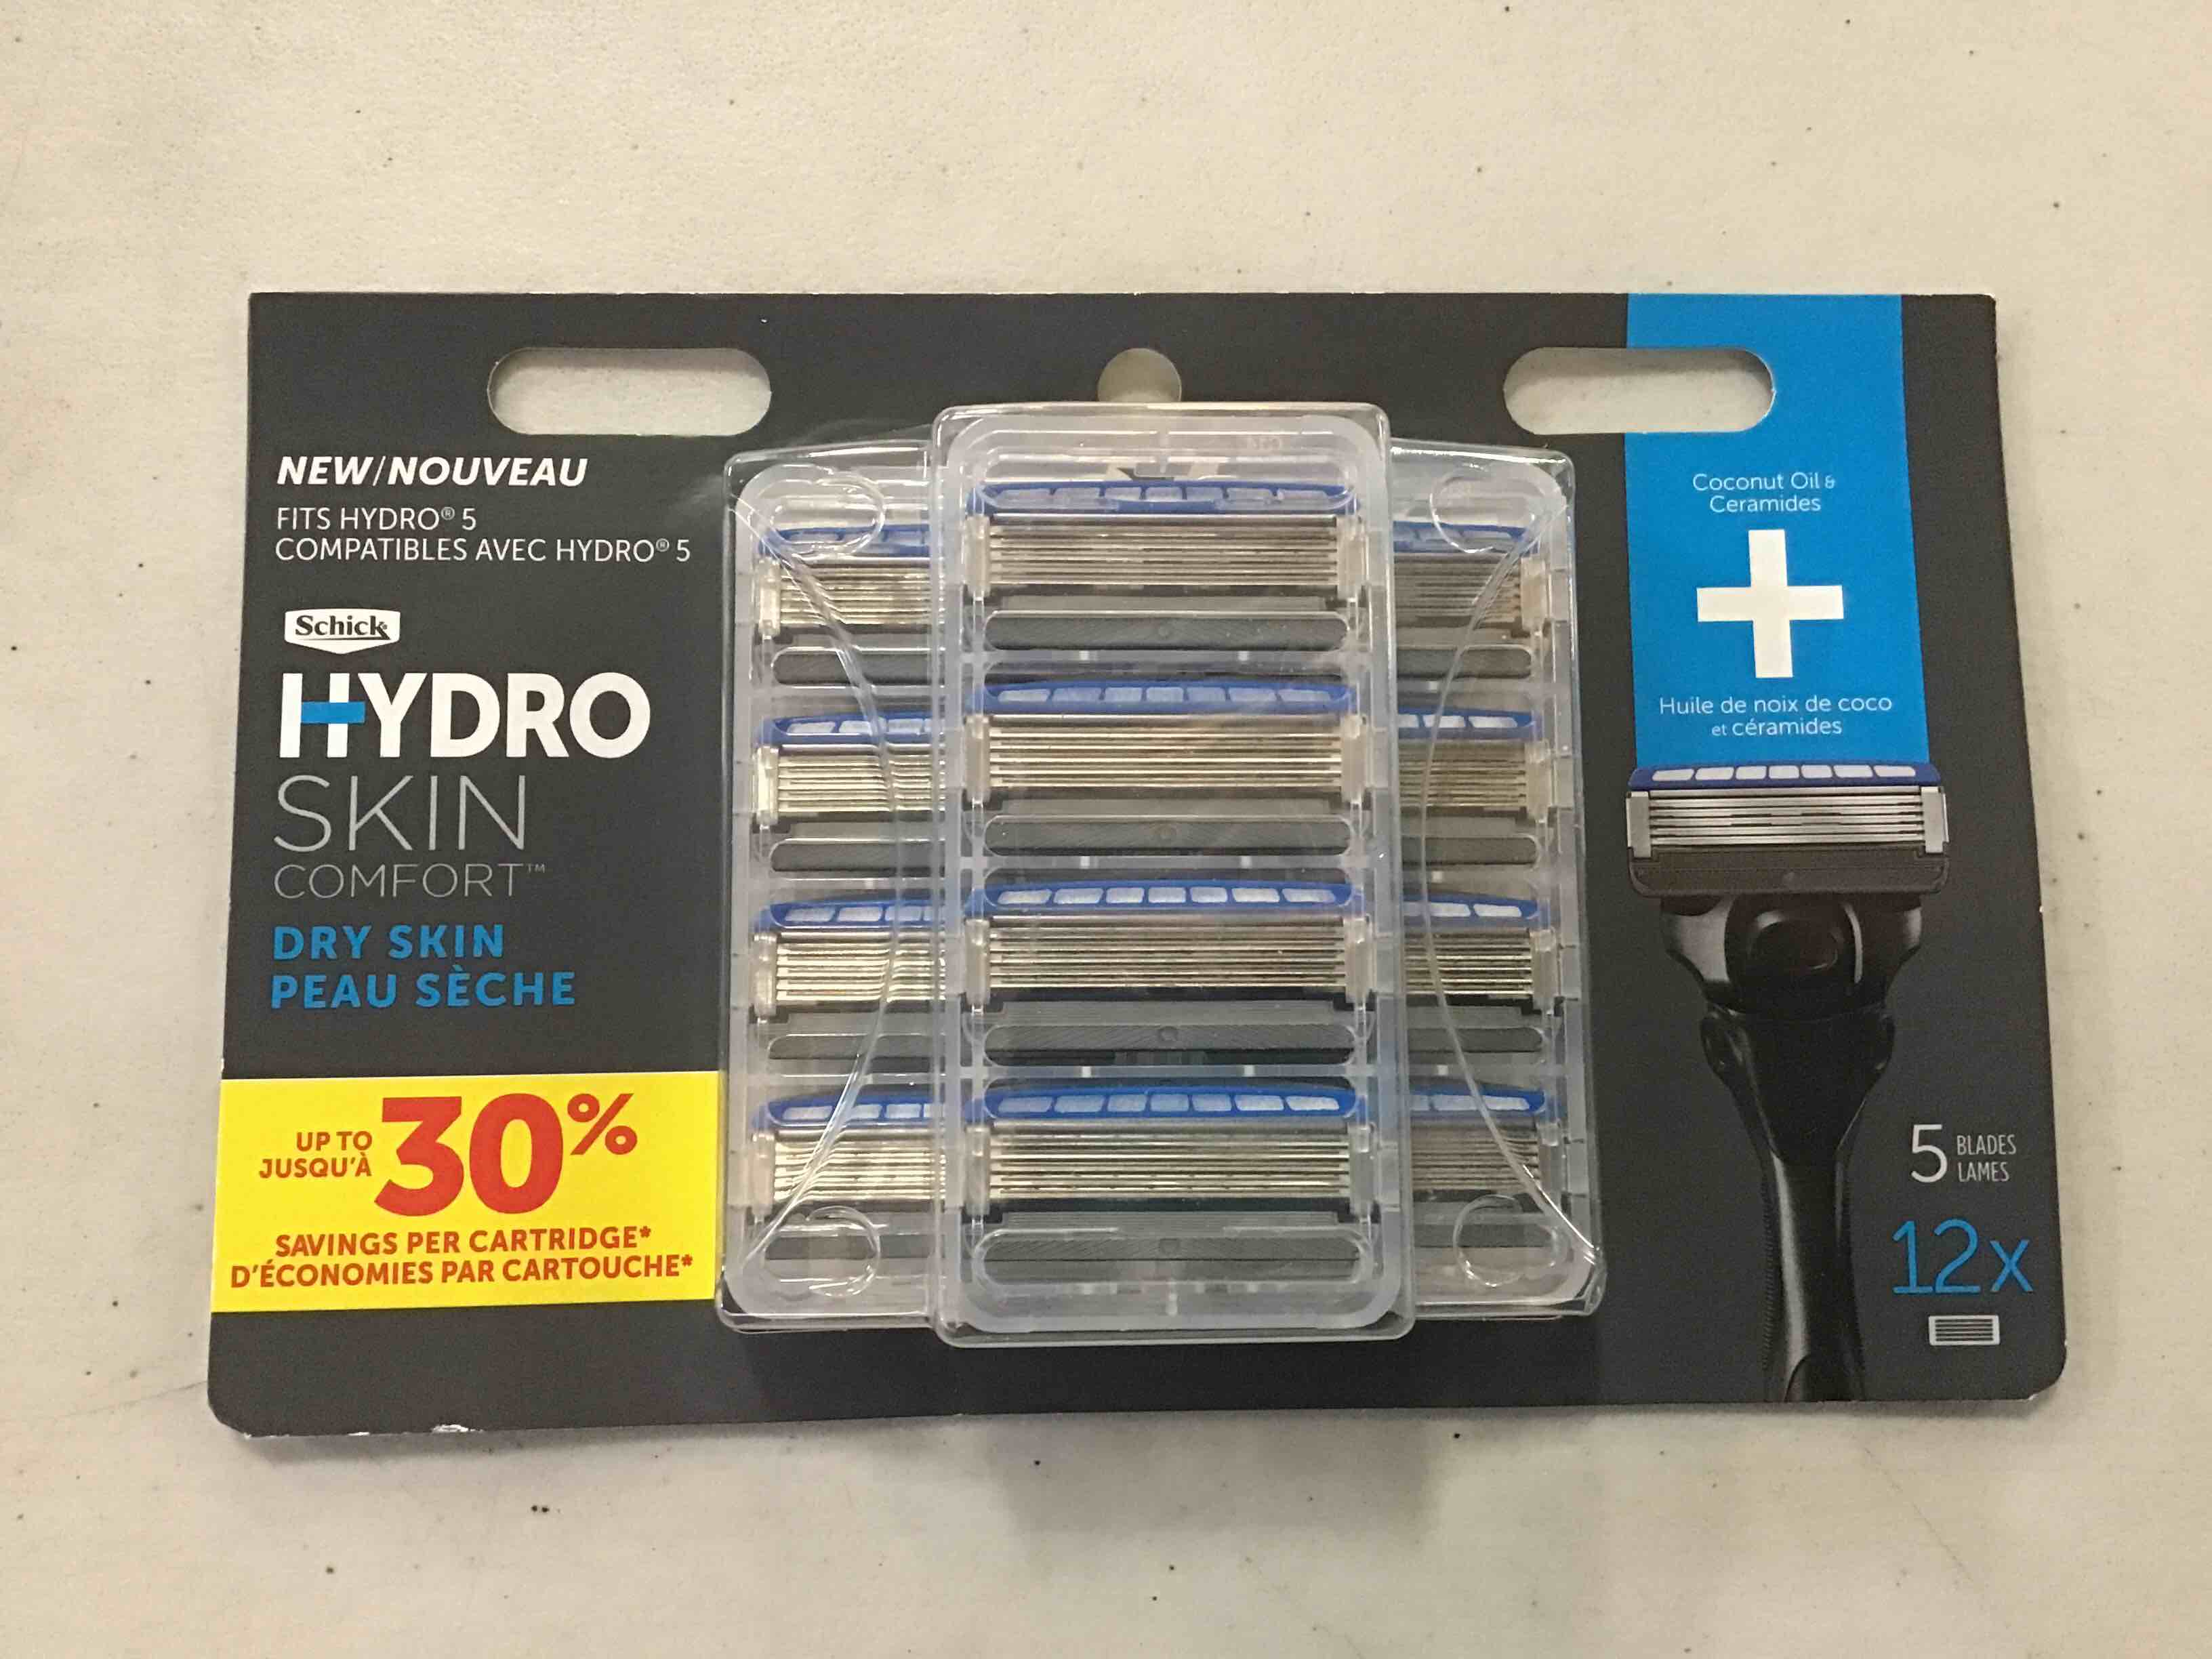 NEW/NOUVEAU
FITS HYDRO® 5
COMPATIBLES AVEC HYDRO® 5
Schick
HYDRO
SKIN
COMFORT™
DRY SKIN
PEAU SÈCHE
UP TO
JUSQU'À
30%
SAVINGS PER CARTRIDGE*
D'ÉCONOMIES PAR CARTOUCHE*
Coconut Oil &
Ceramides
Huile de noix de coco
et céramides
5 BLADES
LAMES
12x